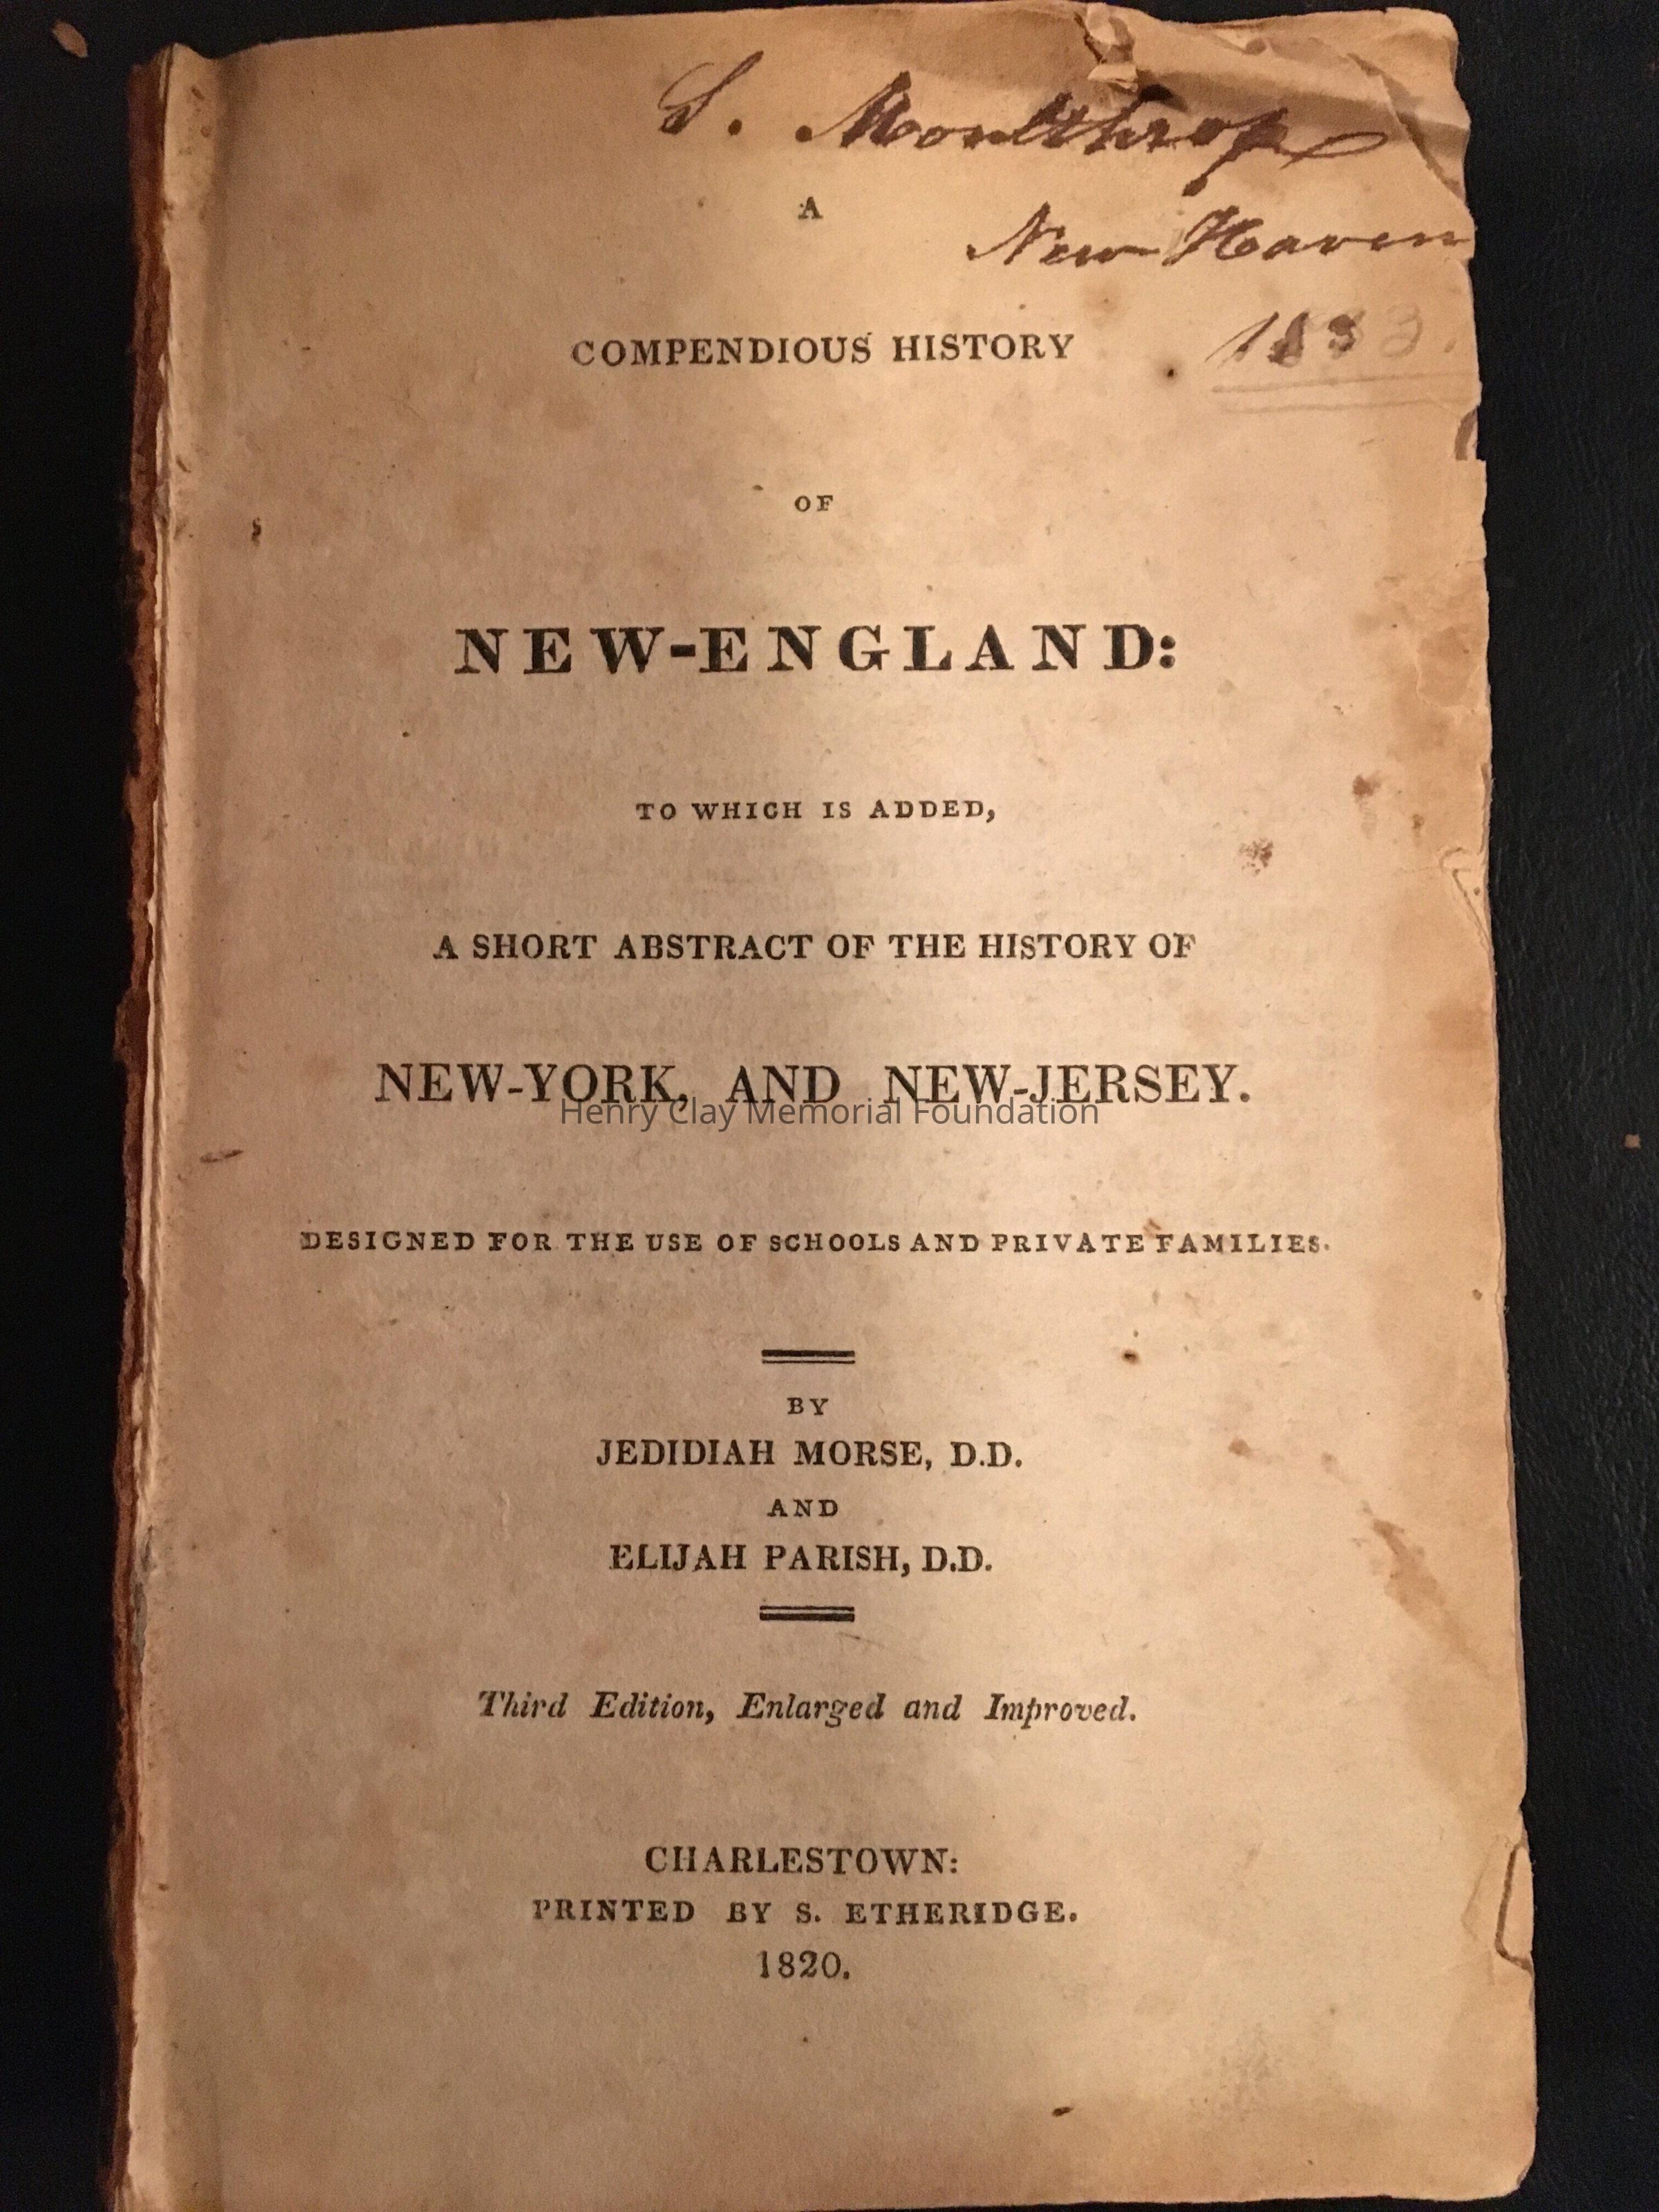 S. Moulthrop
A
New Haven
COMPENDIOUS HISTORY
1833.
OF
NEW-ENGLAND:
TO WHICH IS ADDED,
A SHORT ABSTRACT OF THE HISTORY OF
NEW-YORK, AND NEW-JERSEY.
Henry Clay Memorial Foundation
DESIGNED FOR THE USE OF SCHOOLS AND PRIVATE FAMILIES.
BY
JEDIDIAH MORSE, D.D.
AND
ELIJAH PARISH, D.D.
Third Edition, Enlarged and Improved.
CHARLESTOWN:
PRINTED BY S. ETHERIDGE.
1820.